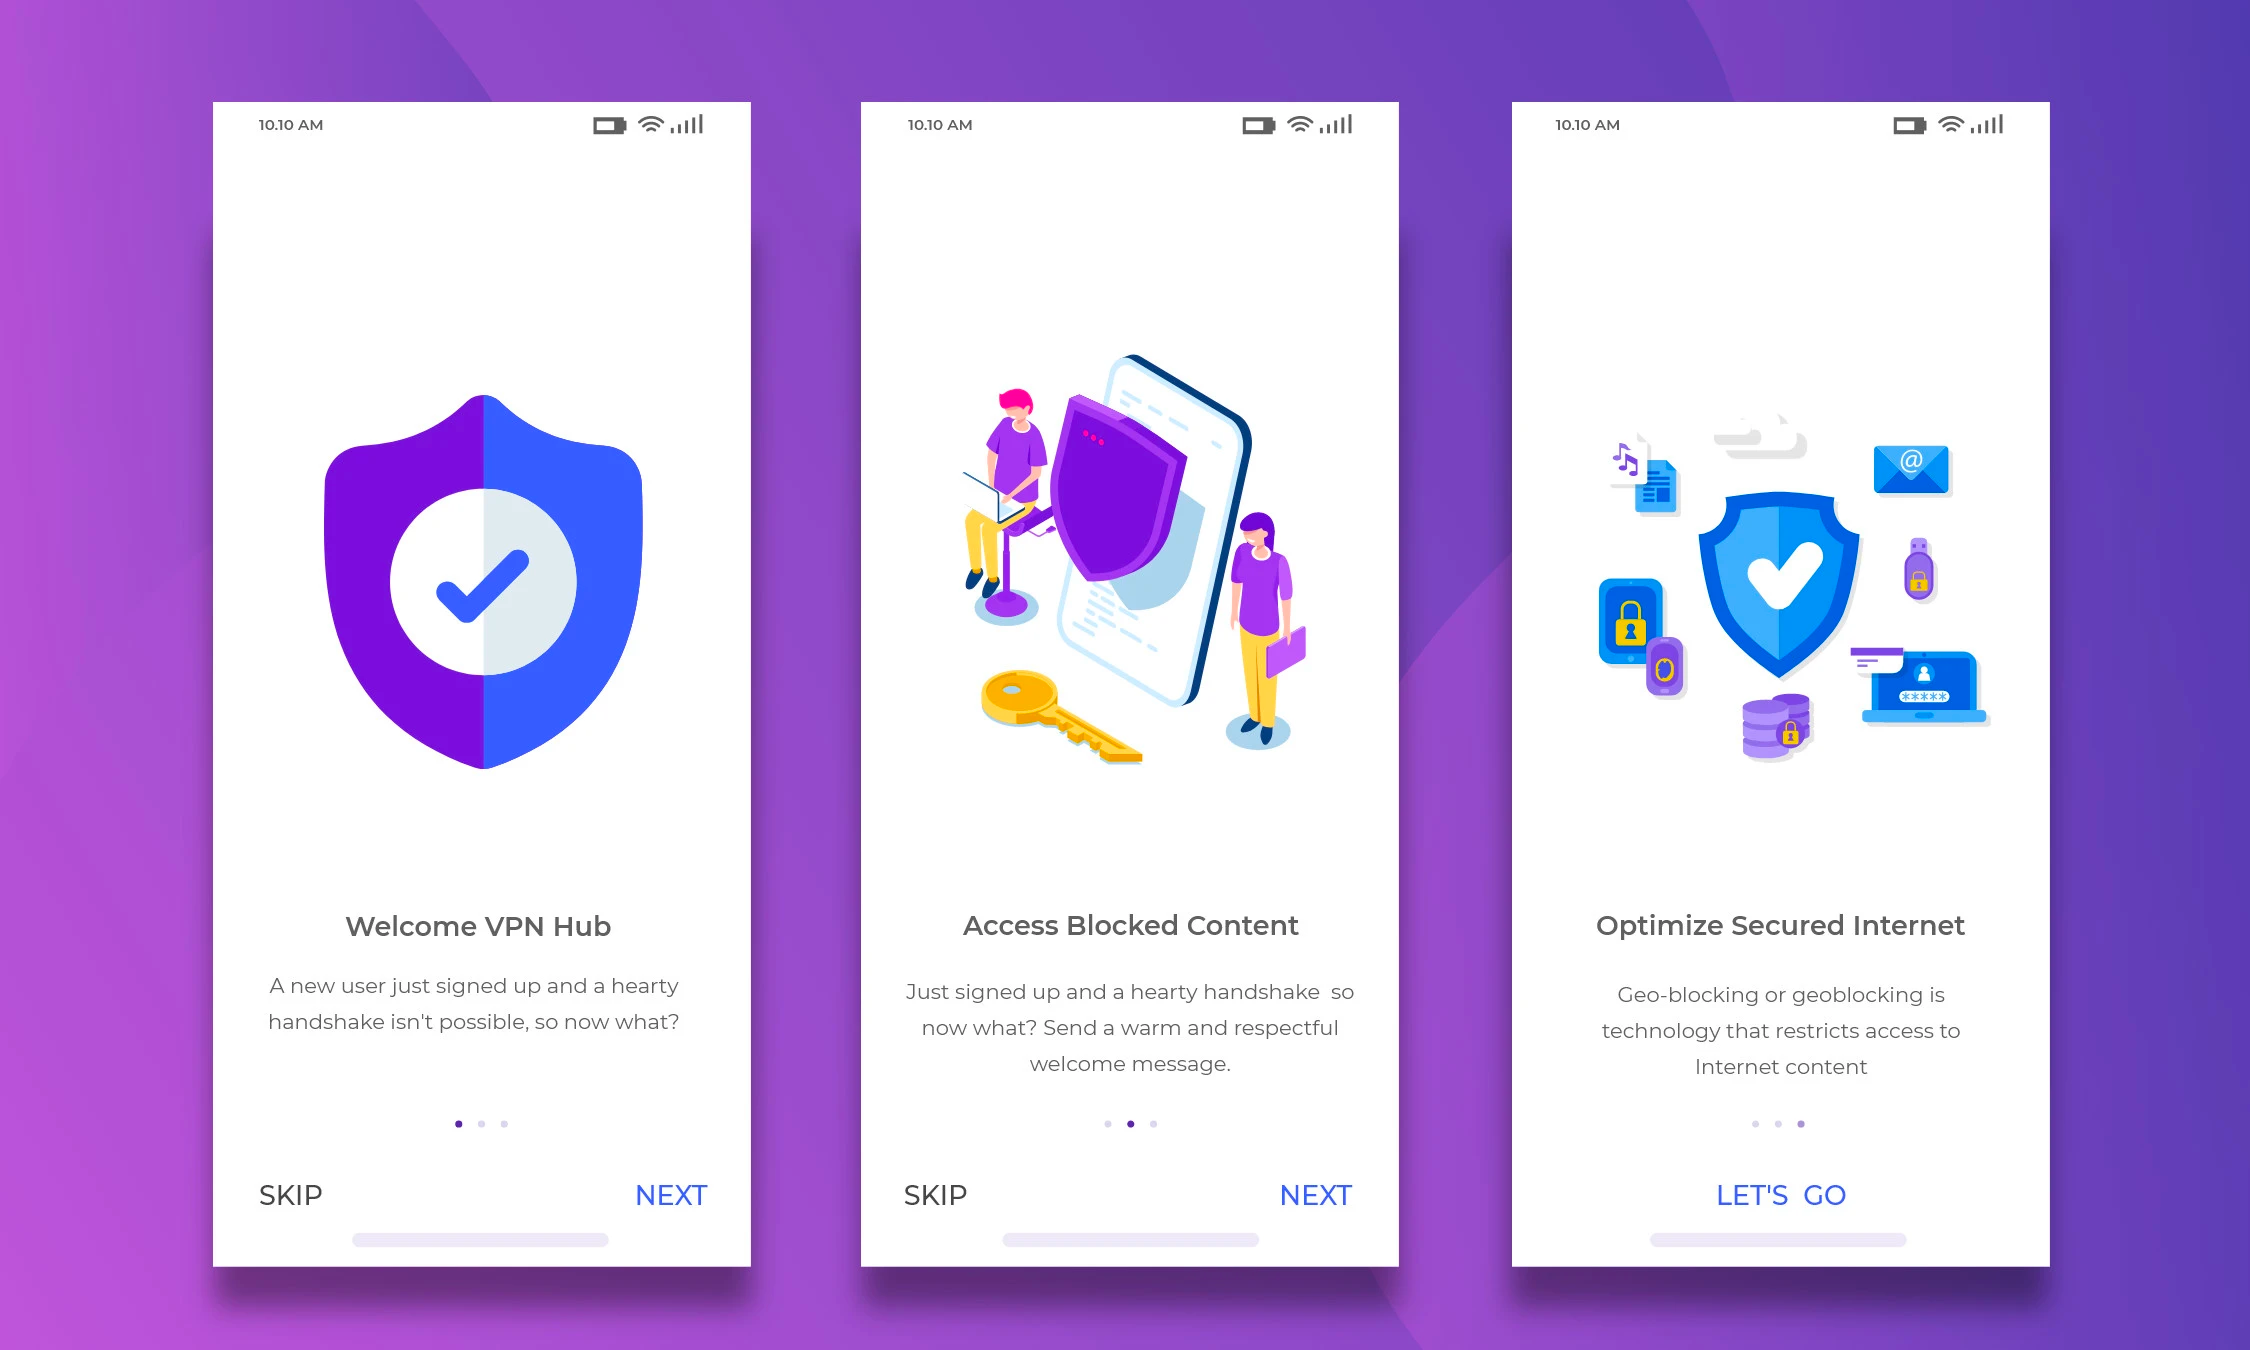 10.10 AM
Welcome VPN Hub
A new user just signed up and a hearty
handshake isn't possible, so now what?
SKIP
NEXT
10.10 AM
Access Blocked Content
Just signed up and a hearty handshake  so
now what? Send a warm and respectful
welcome message.
SKIP
NEXT
10.10 AM
@
*****
Optimize Secured Internet
Geo-blocking or geoblocking is
technology that restricts access to
Internet content
LET'S  GO